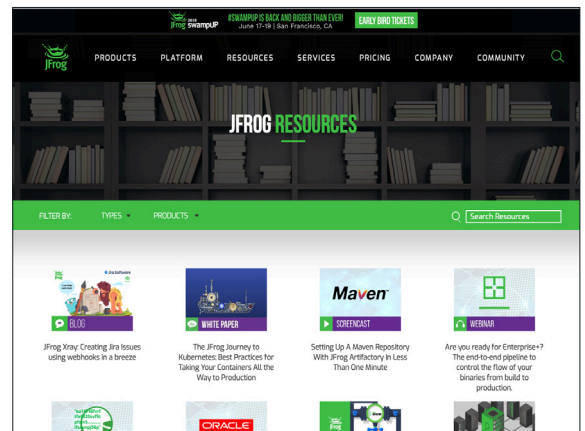 2019
JFrog swampUP
#SWAMPUP IS BACK AND BIGGER THAN EVER!
June 17-19 | San Francisco, CA
EARLY BIRD TICKETS
JFrog
PRODUCTS PLATFORM RESOURCES SERVICES PRICING COMPANY COMMUNITY
JFROG RESOURCES
FILTER BY: TYPES PRODUCTS Search Resources
JFrog
Jira Software
Maven
BLOG
WHITE PAPER
SCREENCAST
WEBINAR
JFrog Xray: Creating Jira Issues
using webhooks in a breeze
The JFrog Journey to
Kubernetes: Best Practices for
Taking Your Containers All the
Way to Production
Setting Up A Maven Repository
With JFrog Artifactory In Less
Than One Minute
Are you ready for Enterprise+?
The end-to-end pipeline to
control the flow of your
binaries from build to
production.
ORACLE
JFrog